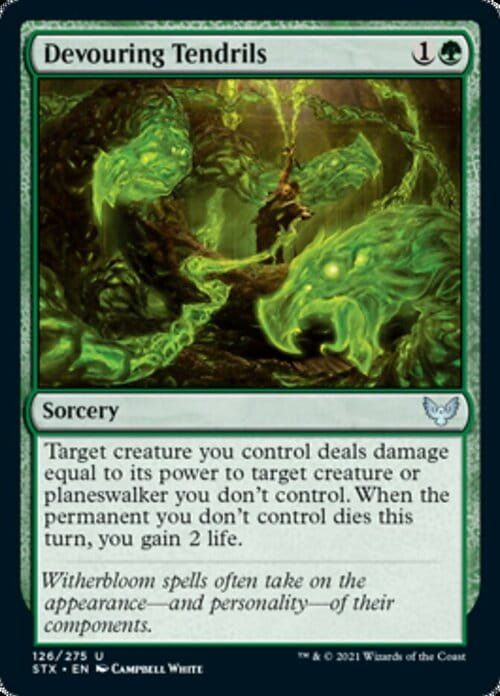 Devouring Tendrils 1
Sorcery
Target creature you control deals damage
equal to its power to target creature or
planeswalker you don't control. When the
permanent you don't control dies this
turn, you gain 2 life.
Witherbloom spells often take on the
appearance—and personality—of their
components.
126/275 U
STX • EN Campbell White
™ & © 2021 Wizards of the Coast